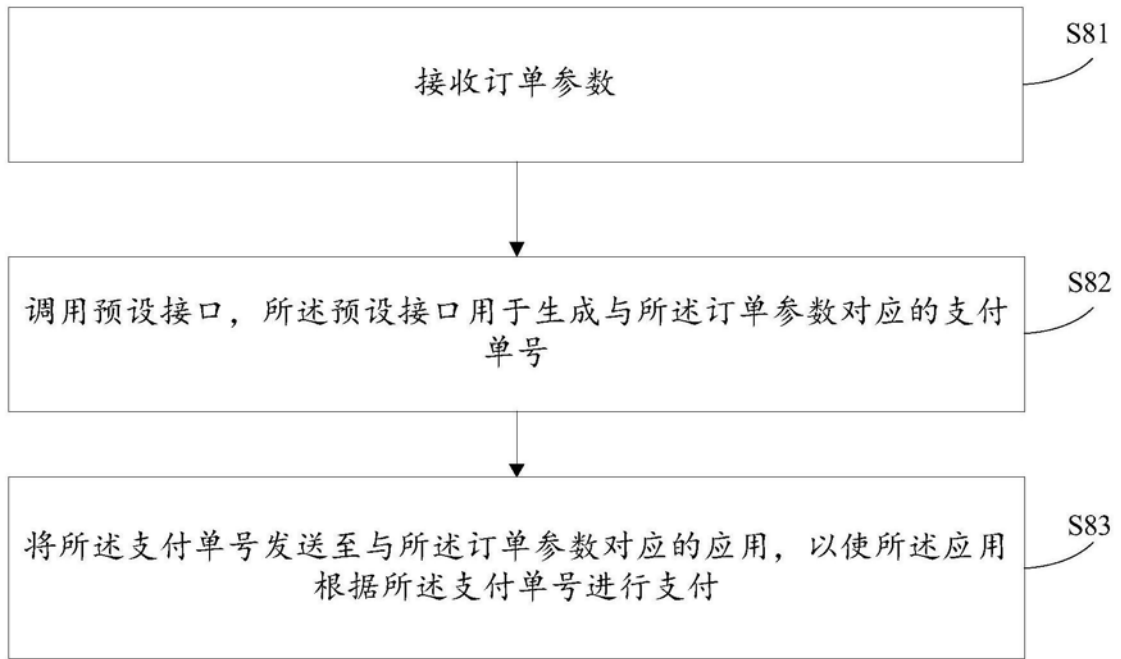 S81
接收订单参数
S82
调用预设接口，所述预设接口用于生成与所述订单参数对应的支付
单号
S83
将所述支付单号发送至与所述订单参数对应的应用，以使所述应用
根据所述支付单号进行支付